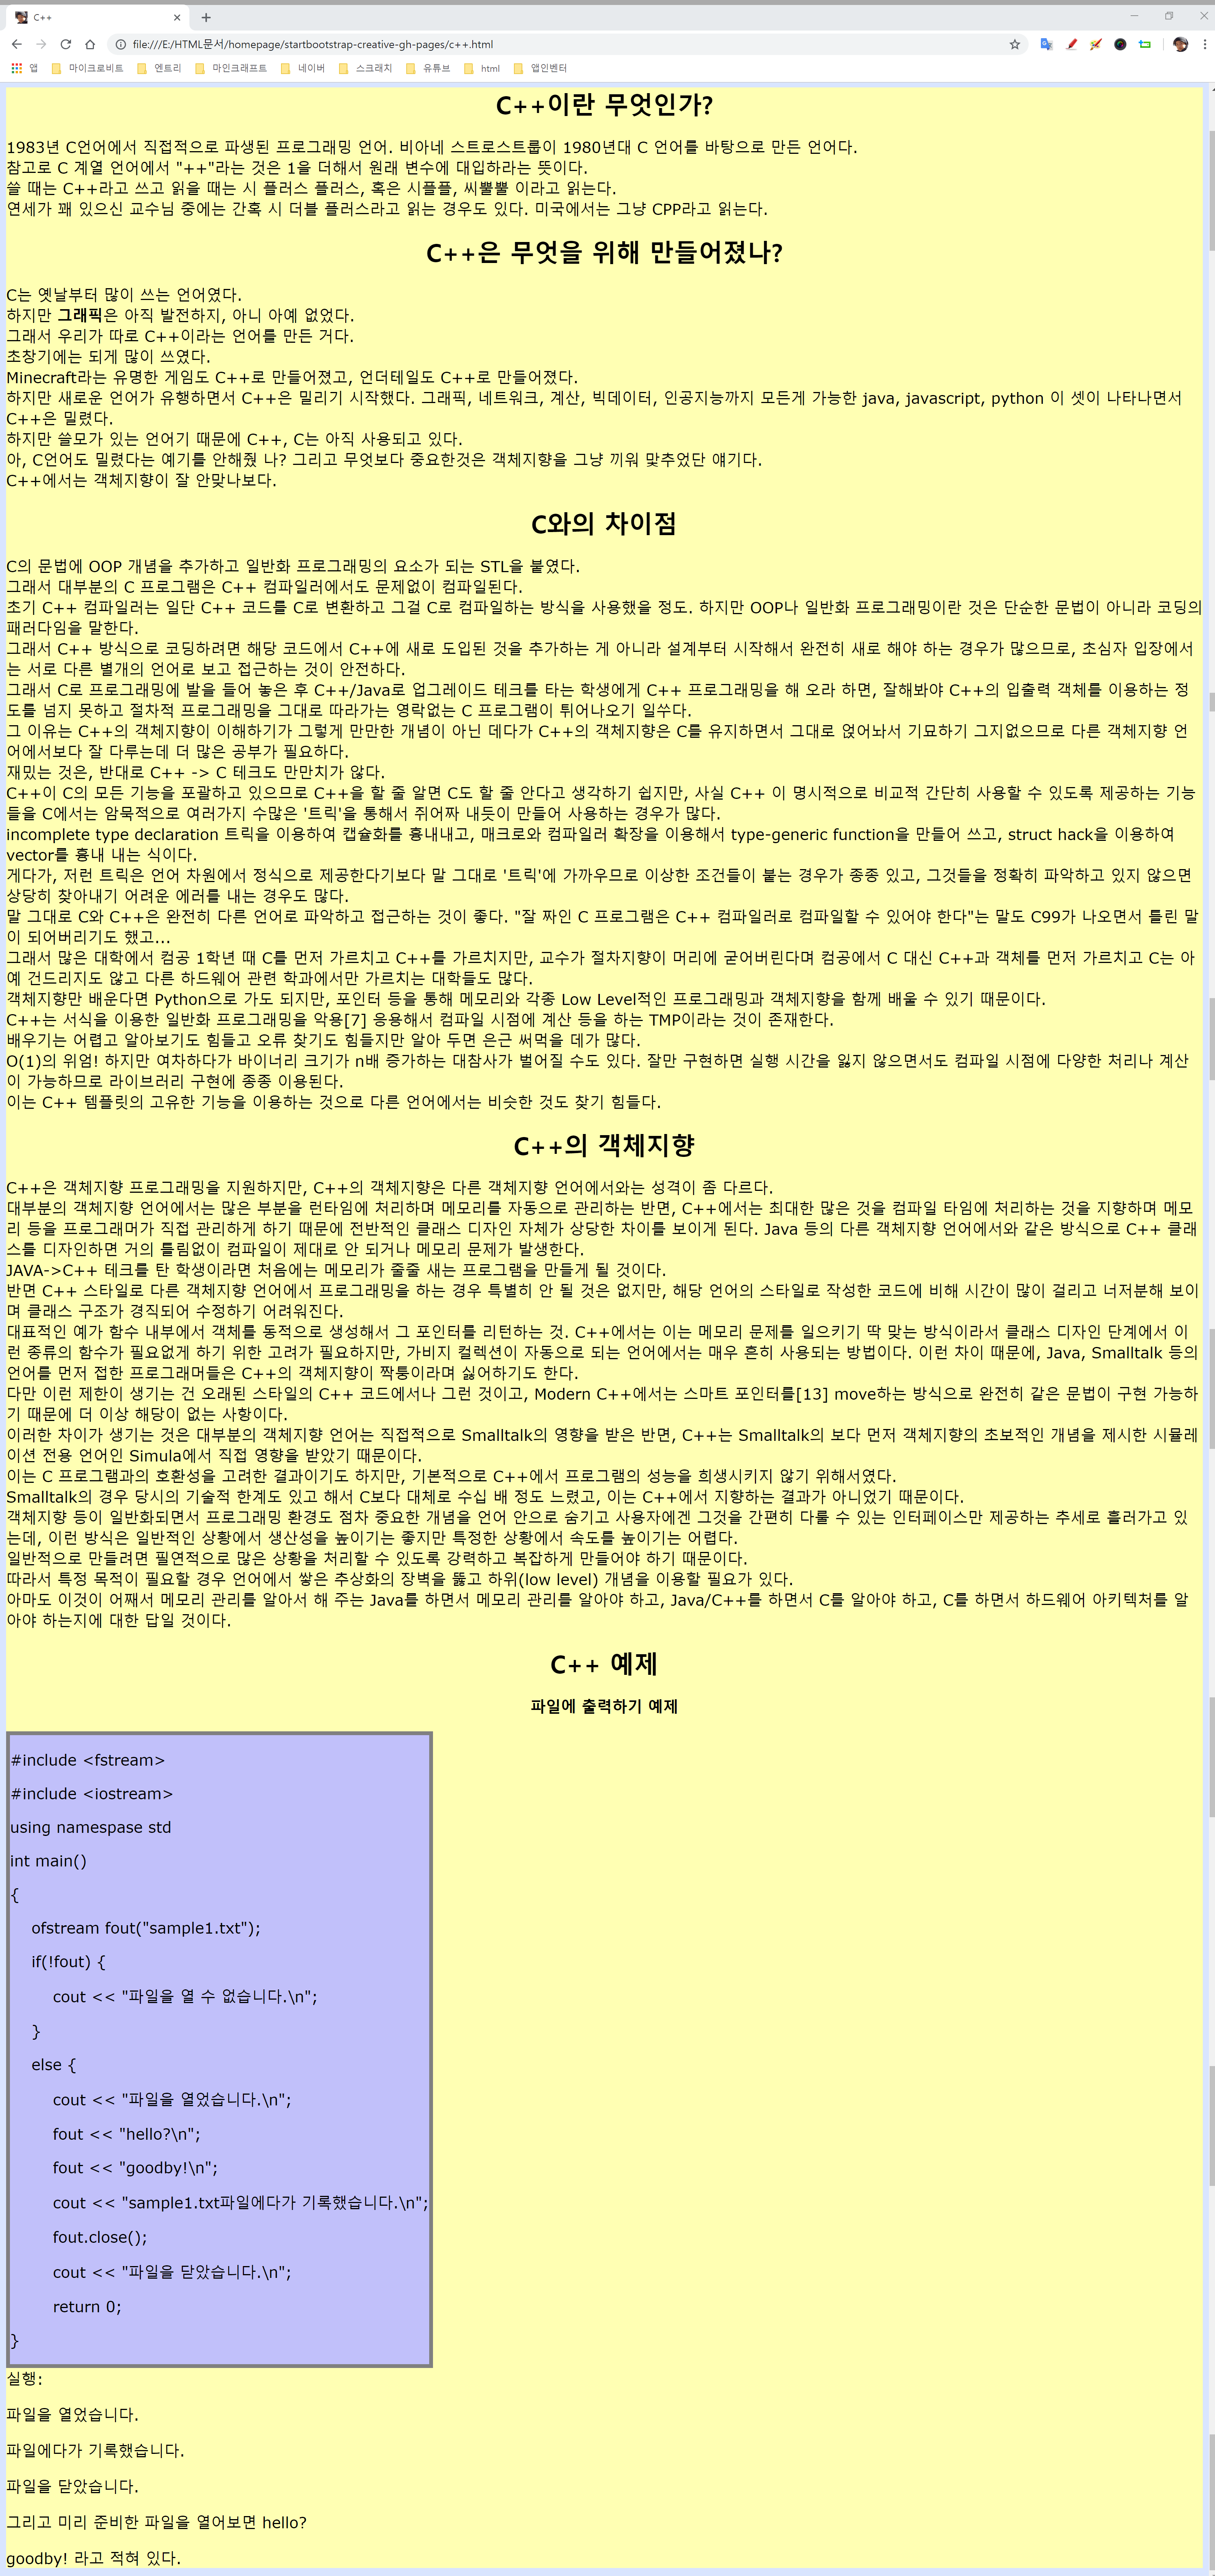 C++
file:///E:/HTML문서/homepage/startbootstrap-creative-gh-pages/c++.html
앱 마이크로비트 엔트리 마인크래프트 네이버 스크래치 유튜브 html 앱인벤터
C++이란 무엇인가?
1983년 C언어에서 직접적으로 파생된 프로그래밍 언어. 비아네 스트로스트룹이 1980년대 C 언어를 바탕으로 만든 언어다.
참고로 C 계열 언어에서 "++"라는 것은 1을 더해서 원래 변수에 대입하라는 뜻이다.
쓸 때는 C++라고 쓰고 읽을 때는 시 플러스 플러스, 혹은 시플플, 씨뿔뿔 이라고 읽는다.
연세가 꽤 있으신 교수님 중에는 간혹 시 더블 플러스라고 읽는 경우도 있다. 미국에서는 그냥 CPP라고 읽는다.
C++은 무엇을 위해 만들어졌나?
C는 옛날부터 많이 쓰는 언어였다.
하지만 그래픽은 아직 발전하지, 아니 아예 없었다.
그래서 우리가 따로 C++이라는 언어를 만든 거다.
초창기에는 되게 많이 쓰였다.
Minecraft라는 유명한 게임도 C++로 만들어졌고, 언더테일도 C++로 만들어졌다.
하지만 새로운 언어가 유행하면서 C++은 밀리기 시작했다. 그래픽, 네트워크, 계산, 빅데이터, 인공지능까지 모든게 가능한 java, javascript, python 이 셋이 나타나면서
C++은 밀렸다.
하지만 쓸모가 있는 언어기 때문에 C++, C는 아직 사용되고 있다.
아, C언어도 밀렸다는 예기를 안해줬 나? 그리고 무엇보다 중요한것은 객체지향을 그냥 끼워 맞추었단 얘기다.
C++에서는 객체지향이 잘 안맞나보다.
C와의 차이점
C의 문법에 OOP 개념을 추가하고 일반화 프로그래밍의 요소가 되는 STL을 붙였다.
그래서 대부분의 C 프로그램은 C++ 컴파일러에서도 문제없이 컴파일된다.
초기 C++ 컴파일러는 일단 C++ 코드를 C로 변환하고 그걸 C로 컴파일하는 방식을 사용했을 정도. 하지만 OOP나 일반화 프로그래밍이란 것은 단순한 문법이 아니라 코딩의
패러다임을 말한다.
그래서 C++ 방식으로 코딩하려면 해당 코드에서 C++에 새로 도입된 것을 추가하는 게 아니라 설계부터 시작해서 완전히 새로 해야 하는 경우가 많으므로, 초심자 입장에서
는 서로 다른 별개의 언어로 보고 접근하는 것이 안전하다.
그래서 C로 프로그래밍에 발을 들어 놓은 후 C++/Java로 업그레이드 테크를 타는 학생에게 C++ 프로그래밍을 해 오라 하면, 잘해봐야 C++의 입출력 객체를 이용하는 정
도를 넘지 못하고 절차적 프로그래밍을 그대로 따라가는 영락없는 C 프로그램이 튀어나오기 일쑤다.
그 이유는 C++의 객체지향이 이해하기가 그렇게 만만한 개념이 아닌 데다가 C++의 객체지향은 C를 유지하면서 그대로 얹어놔서 기묘하기 그지없으므로 다른 객체지향 언
어에서보다 잘 다루는데 더 많은 공부가 필요하다.
재밌는 것은, 반대로 C++ -> C 테크도 만만치가 않다.
C++이 C의 모든 기능을 포괄하고 있으므로 C++을 할 줄 알면 C도 할 줄 안다고 생각하기 쉽지만, 사실 C++ 이 명시적으로 비교적 간단히 사용할 수 있도록 제공하는 기능
들을 C에서는 암묵적으로 여러가지 수많은 '트릭'을 통해서 쥐어짜 내듯이 만들어 사용하는 경우가 많다.
incomplete type declaration 트릭을 이용하여 캡슐화를 흉내내고, 매크로와 컴파일러 확장을 이용해서 type-generic function을 만들어 쓰고, struct hack을 이용하여
vector를 흉내 내는 식이다.
게다가, 저런 트릭은 언어 차원에서 정식으로 제공한다기보다 말 그대로 '트릭'에 가까우므로 이상한 조건들이 붙는 경우가 종종 있고, 그것들을 정확히 파악하고 있지 않으면
상당히 찾아내기 어려운 에러를 내는 경우도 많다.
말 그대로 C와 C++은 완전히 다른 언어로 파악하고 접근하는 것이 좋다. "잘 짜인 C 프로그램은 C++ 컴파일러로 컴파일할 수 있어야 한다"는 말도 C99가 나오면서 틀린 말
이 되어버리기도 했고...
그래서 많은 대학에서 컴공 1학년 때 C를 먼저 가르치고 C++를 가르치지만, 교수가 절차지향이 머리에 굳어버린다며 컴공에서 C 대신 C++과 객체를 먼저 가르치고 C는 아
예 건드리지도 않고 다른 하드웨어 관련 학과에서만 가르치는 대학들도 많다.
객체지향만 배운다면 Python으로 가도 되지만, 포인터 등을 통해 메모리와 각종 Low Level적인 프로그래밍과 객체지향을 함께 배울 수 있기 때문이다.
C++는 서식을 이용한 일반화 프로그래밍을 악용[7] 응용해서 컴파일 시점에 계산 등을 하는 TMP이라는 것이 존재한다.
배우기는 어렵고 알아보기도 힘들고 오류 찾기도 힘들지만 알아 두면 은근 써먹을 데가 많다.
O(1)의 위엄! 하지만 여차하다가 바이너리 크기가 n배 증가하는 대참사가 벌어질 수도 있다. 잘만 구현하면 실행 시간을 잃지 않으면서도 컴파일 시점에 다양한 처리나 계산
이 가능하므로 라이브러리 구현에 종종 이용된다.
이는 C++ 템플릿의 고유한 기능을 이용하는 것으로 다른 언어에서는 비슷한 것도 찾기 힘들다.
C++의 객체지향
C++은 객체지향 프로그래밍을 지원하지만, C++의 객체지향은 다른 객체지향 언어에서와는 성격이 좀 다르다.
대부분의 객체지향 언어에서는 많은 부분을 런타임에 처리하며 메모리를 자동으로 관리하는 반면, C++에서는 최대한 많은 것을 컴파일 타임에 처리하는 것을 지향하며 메모
리 등을 프로그래머가 직접 관리하게 하기 때문에 전반적인 클래스 디자인 자체가 상당한 차이를 보이게 된다. Java 등의 다른 객체지향 언어에서와 같은 방식으로 C++ 클래
스를 디자인하면 거의 틀림없이 컴파일이 제대로 안 되거나 메모리 문제가 발생한다.
JAVA->C++ 테크를 탄 학생이라면 처음에는 메모리가 줄줄 새는 프로그램을 만들게 될 것이다.
반면 C++ 스타일로 다른 객체지향 언어에서 프로그래밍을 하는 경우 특별히 안 될 것은 없지만, 해당 언어의 스타일로 작성한 코드에 비해 시간이 많이 걸리고 너저분해 보이
며 클래스 구조가 경직되어 수정하기 어려워진다.
대표적인 예가 함수 내부에서 객체를 동적으로 생성해서 그 포인터를 리턴하는 것. C++에서는 이는 메모리 문제를 일으키기 딱 맞는 방식이라서 클래스 디자인 단계에서 이
런 종류의 함수가 필요없게 하기 위한 고려가 필요하지만, 가비지 컬렉션이 자동으로 되는 언어에서는 매우 흔히 사용되는 방법이다. 이런 차이 때문에, Java, Smalltalk 등의
언어를 먼저 접한 프로그래머들은 C++의 객체지향이 짝퉁이라며 싫어하기도 한다.
다만 이런 제한이 생기는 건 오래된 스타일의 C++ 코드에서나 그런 것이고, Modern C++에서는 스마트 포인터를[13] move하는 방식으로 완전히 같은 문법이 구현 가능하
기 때문에 더 이상 해당이 없는 사항이다.
이러한 차이가 생기는 것은 대부분의 객체지향 언어는 직접적으로 Smalltalk의 영향을 받은 반면, C++는 Smalltalk의 보다 먼저 객체지향의 초보적인 개념을 제시한 시뮬레
이션 전용 언어인 Simula에서 직접 영향을 받았기 때문이다.
이는 C 프로그램과의 호환성을 고려한 결과이기도 하지만, 기본적으로 C++에서 프로그램의 성능을 희생시키지 않기 위해서였다.
Smalltalk의 경우 당시의 기술적 한계도 있고 해서 C보다 대체로 수십 배 정도 느렸고, 이는 C++에서 지향하는 결과가 아니었기 때문이다.
객체지향 등이 일반화되면서 프로그래밍 환경도 점차 중요한 개념을 언어 안으로 숨기고 사용자에겐 그것을 간편히 다룰 수 있는 인터페이스만 제공하는 추세로 흘러가고 있
는데, 이런 방식은 일반적인 상황에서 생산성을 높이기는 좋지만 특정한 상황에서 속도를 높이기는 어렵다.
일반적으로 만들려면 필연적으로 많은 상황을 처리할 수 있도록 강력하고 복잡하게 만들어야 하기 때문이다.
따라서 특정 목적이 필요할 경우 언어에서 쌓은 추상화의 장벽을 뚫고 하위(low level) 개념을 이용할 필요가 있다.
아마도 이것이 어째서 메모리 관리를 알아서 해 주는 Java를 하면서 메모리 관리를 알아야 하고, Java/C++를 하면서 C를 알아야 하고, C를 하면서 하드웨어 아키텍처를 알
아야 하는지에 대한 답일 것이다.
C++ 예제
파일에 출력하기 예제
#include <fstream>
#include <iostream>
using namespase std
int main()
{
ofstream fout("sample1.txt");
if(!fout) {
cout << "파일을 열 수 없습니다.\n";
}
else {
cout << "파일을 열었습니다.\n";
fout << "hello?\n";
fout << "goodby!\n";
cout << "sample1.txt파일에다가 기록했습니다.\n";
fout.close();
cout << "파일을 닫았습니다.\n";
return 0;
}
실행:
파일을 열었습니다.
파일에다가 기록했습니다.
파일을 닫았습니다.
그리고 미리 준비한 파일을 열어보면 hello?
goodby! 라고 적혀 있다.